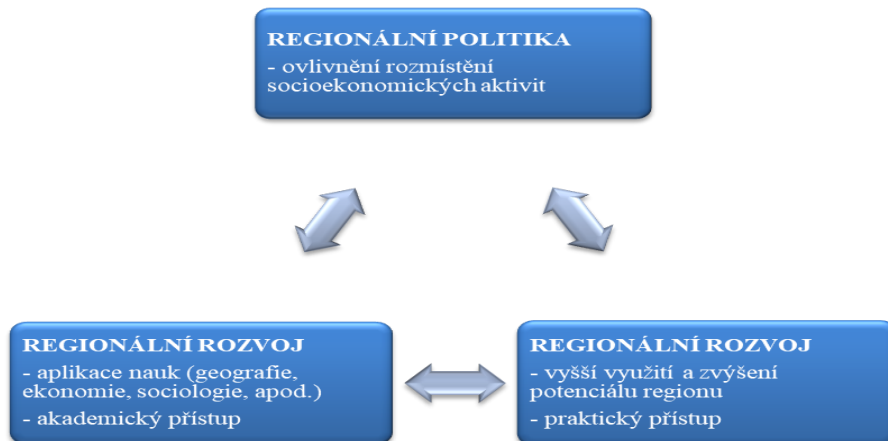 REGIONÁLNÍ POLITIKA
- ovlivnění rozmístění
socioekonomických aktivit
REGIONÁLNÍ ROZVOJ
- aplikace nauk (geografie,
ekonomie, sociologie, apod.)
- akademický přístup
REGIONÁLNÍ ROZVOJ
- vyšší využití a zvýšení
potenciálu regionu
- praktický přístup